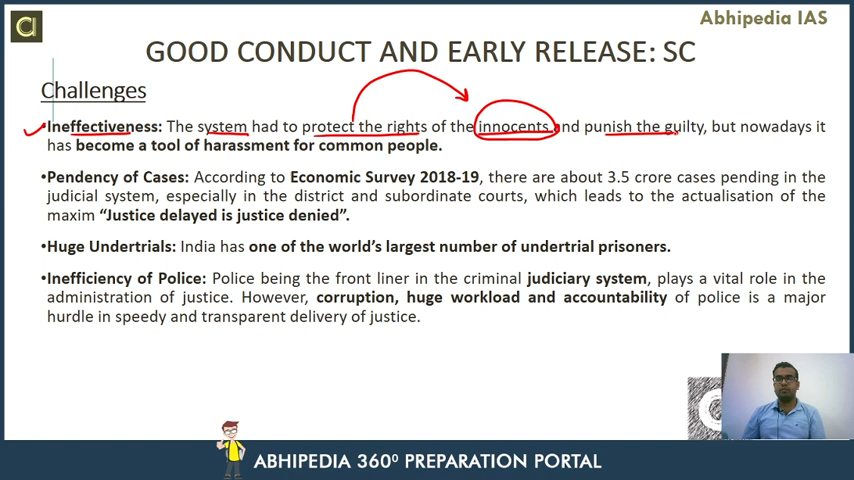 Abhipedia IAS
GOOD CONDUCT AND EARLY RELEASE: SC
Challenges
•Ineffectiveness: The system had to protect the rights of the innocents and punish the guilty, but nowadays it
has become a tool of harassment for common people.
•Pendency of Cases: According to Economic Survey 2018-19, there are about 3.5 crore cases pending in the
judicial system, especially in the district and subordinate courts, which leads to the actualisation of the
maxim “Justice delayed is justice denied”.
•Huge Undertrials: India has one of the world’s largest number of undertrial prisoners.
•Inefficiency of Police: Police being the front liner in the criminal judiciary system, plays a vital role in the
administration of justice. However, corruption, huge workload and accountability of police is a major
hurdle in speedy and transparent delivery of justice.
ABHIPEDIA 360⁰ PREPARATION PORTAL